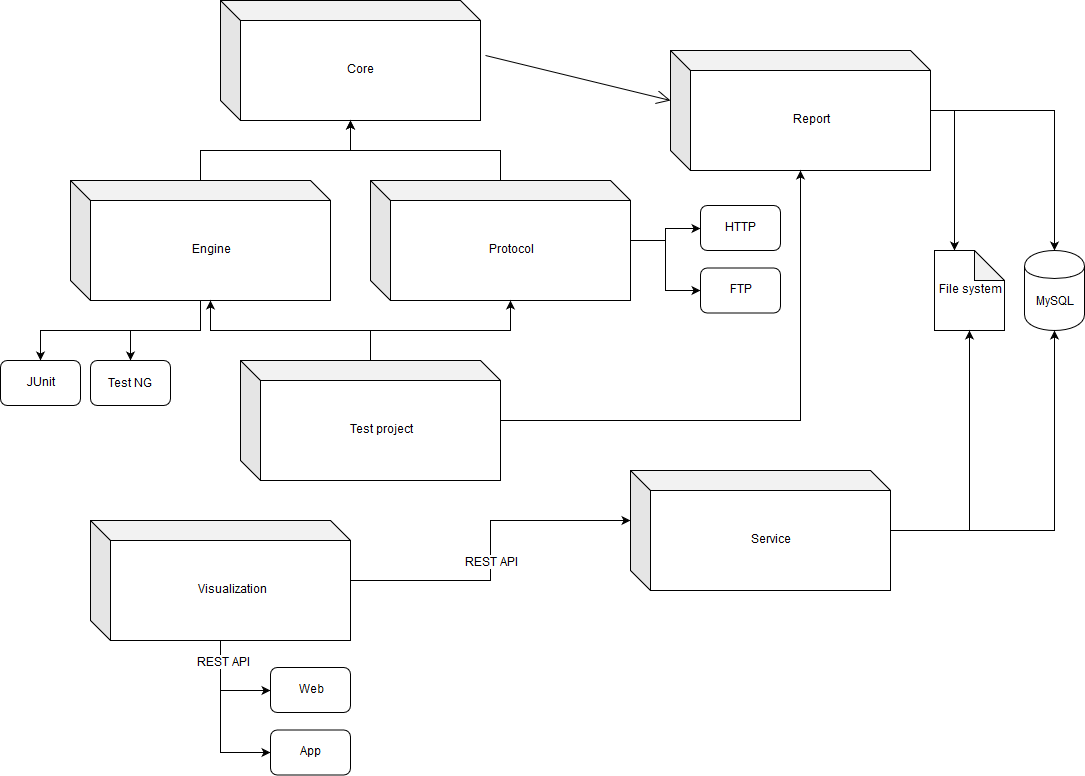 Core
Report
Engine
Protocol
HTTP
FTP
File system
MySQL
JUnit
Test NG
Test project
Service
REST API
Visualization
REST API
Web
App